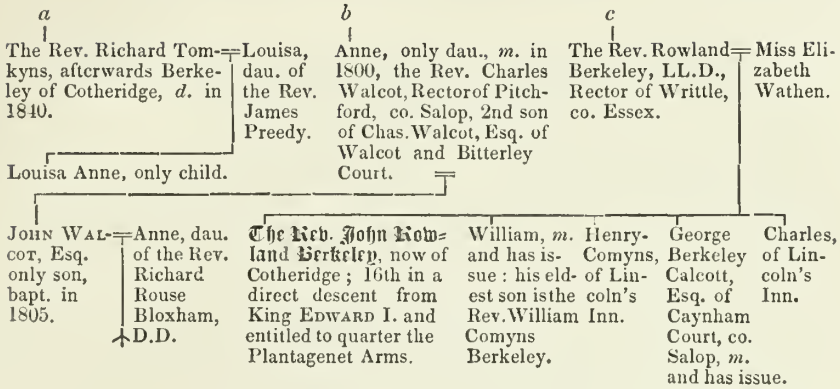 a
b
c
The Rev. Richard Tom-
kyns, afterwards Berke-
ley of Cotheridge, d. in
1840.
Louisa,
dau. of
the Rev.
James
Preedy.
Anne, only dau., m. in
1800, the Rev. Charles
Walcot, Rector of Pitch-
ford, co. Salop, 2nd son
of Chas. Walcot, Esq. of
Walcot and Bitterley
Court.
The Rev. Rowland
Berkeley, LL.D.,
Rector of Writtle,
co. Essex.
Miss Eli-
zabeth
Wathen.
Louisa Anne, only child.
JOHN WAL-
COT, Esq.
only son,
bapt. in
1805.
Anne, dau.
of the Rev.
Richard
Rouse
Bloxham,
D.D.
The Rev. John Row-
land Berkeley, now of
Cotheridge; 16th in a
direct descent from
King EDWARD I. and
entitled to quarter the
Plantagenet Arms.
William, m.
and has is-
sue: his eld-
est son is the
Rev. William
Comyns
Berkeley.
Henry-
Comyns,
of Lin-
coln's
Inn.
George
Berkeley
Calcott,
Esq. of
Caynham
Court, co.
Salop, m.
and has issue.
Charles,
of Lin-
coln's
Inn.